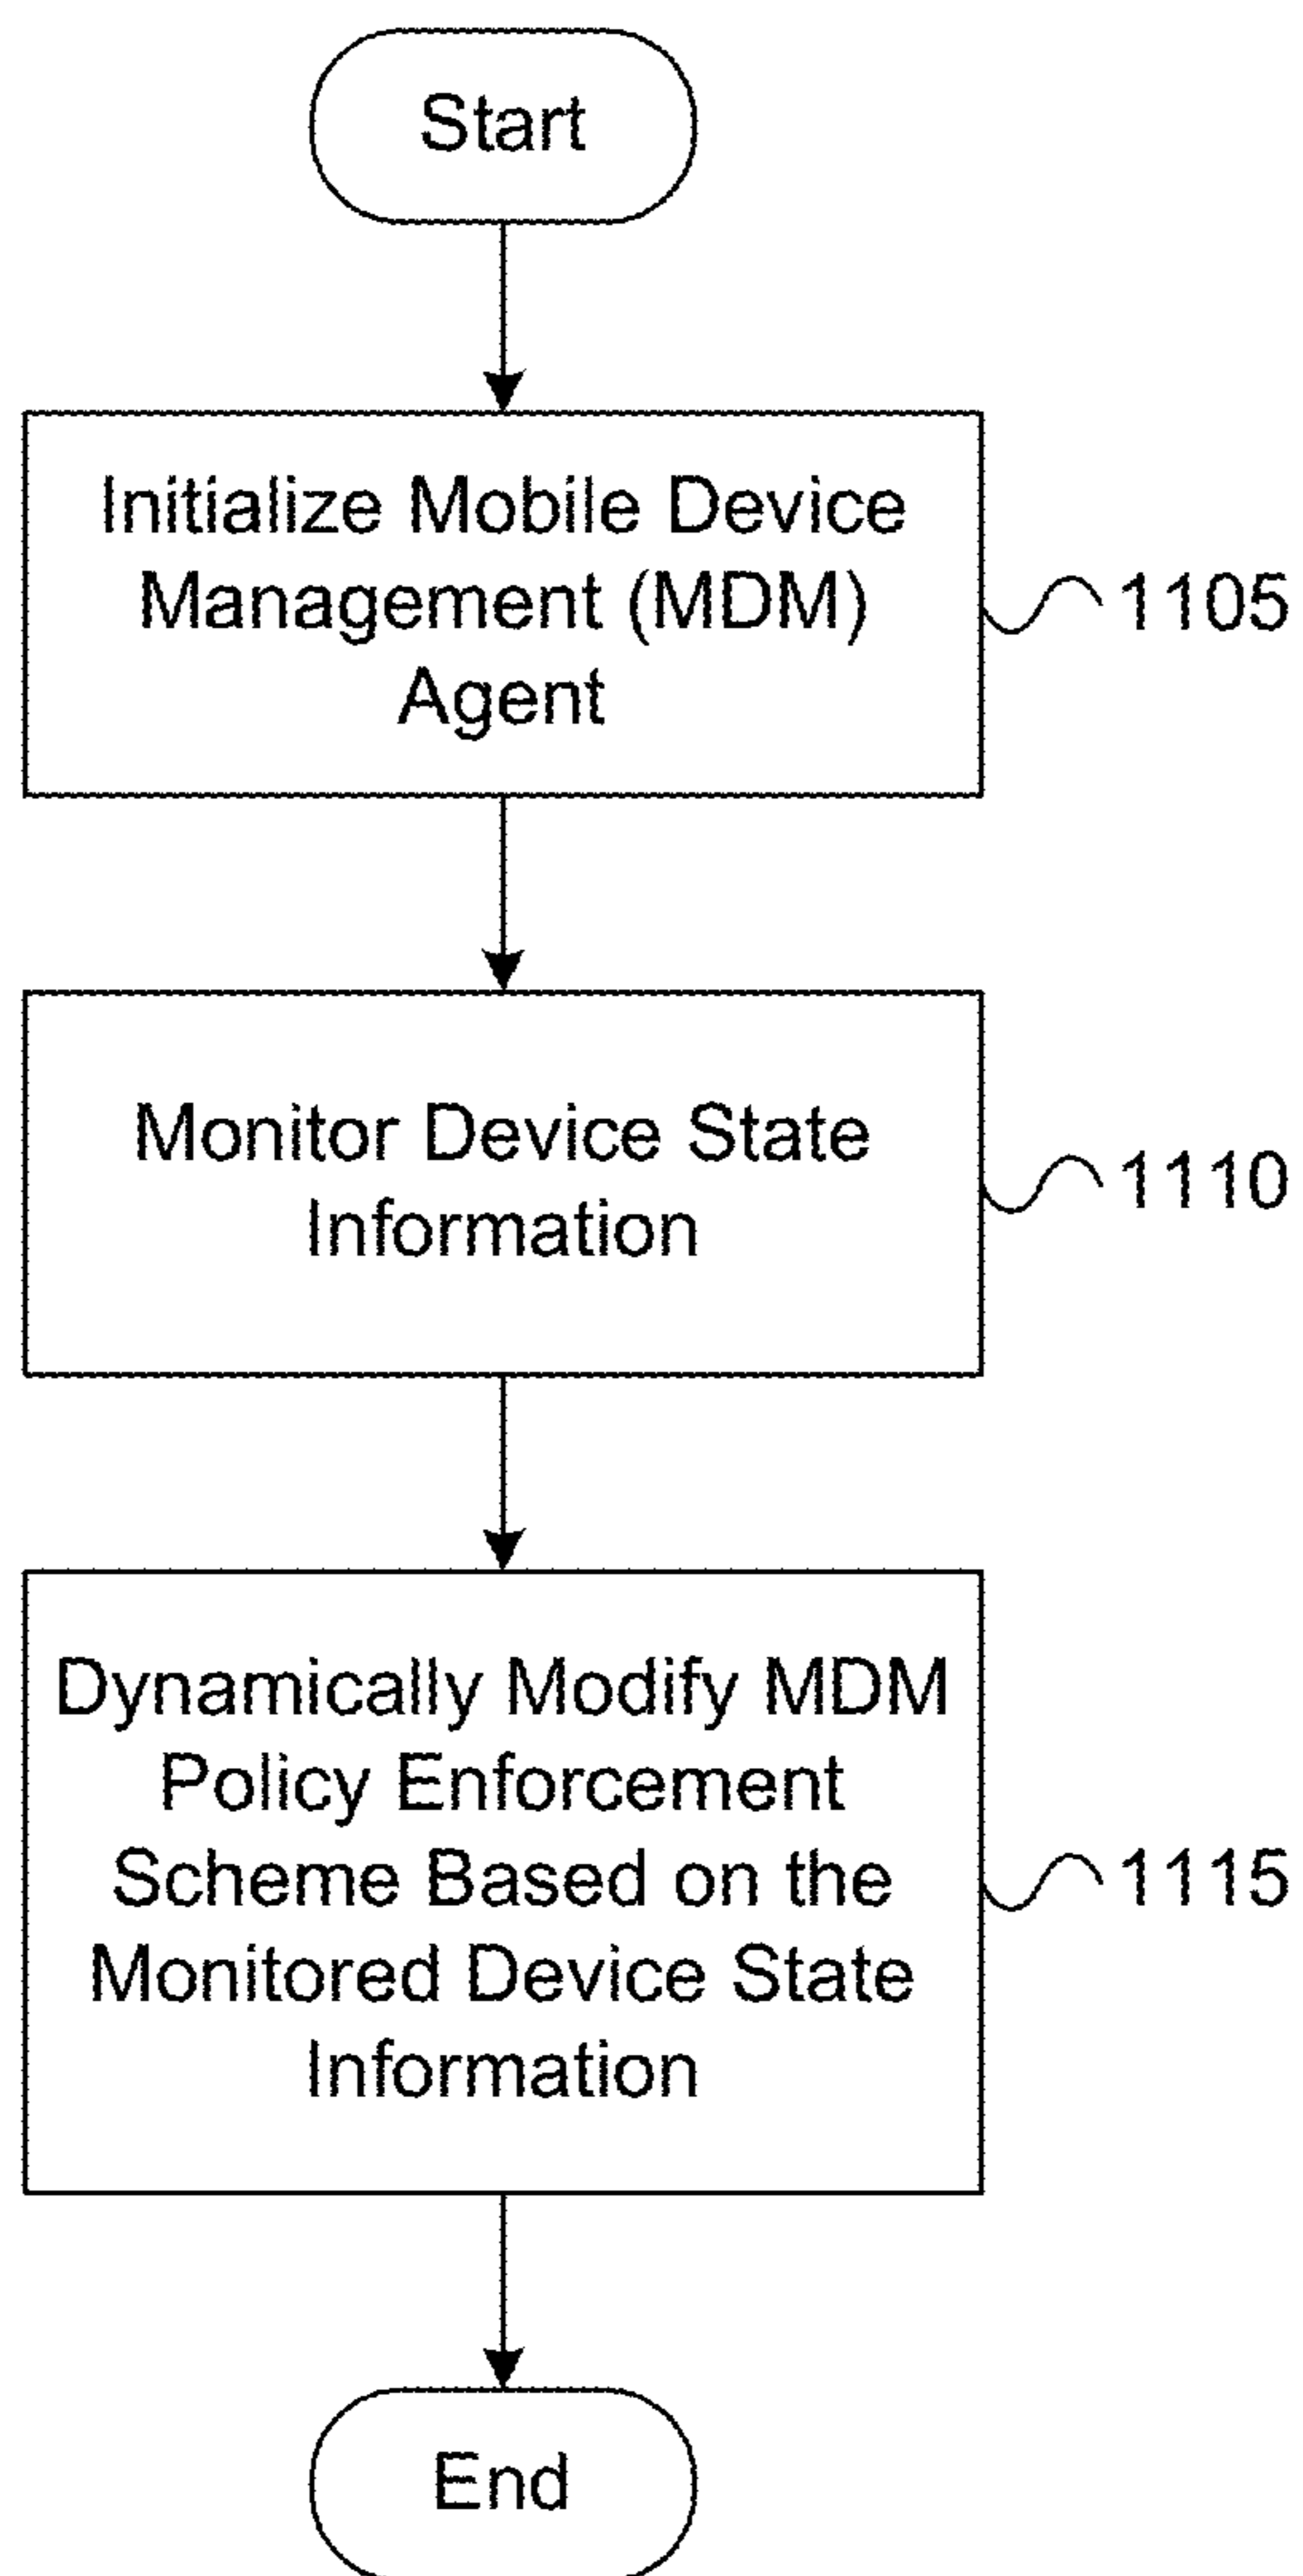 Start
Initialize Mobile Device
Management (MDM)
Agent
1105
Monitor Device State
Information
1110
Dynamically Modify MDM
Policy Enforcement
Scheme Based on the
Monitored Device State
Information
1115
End